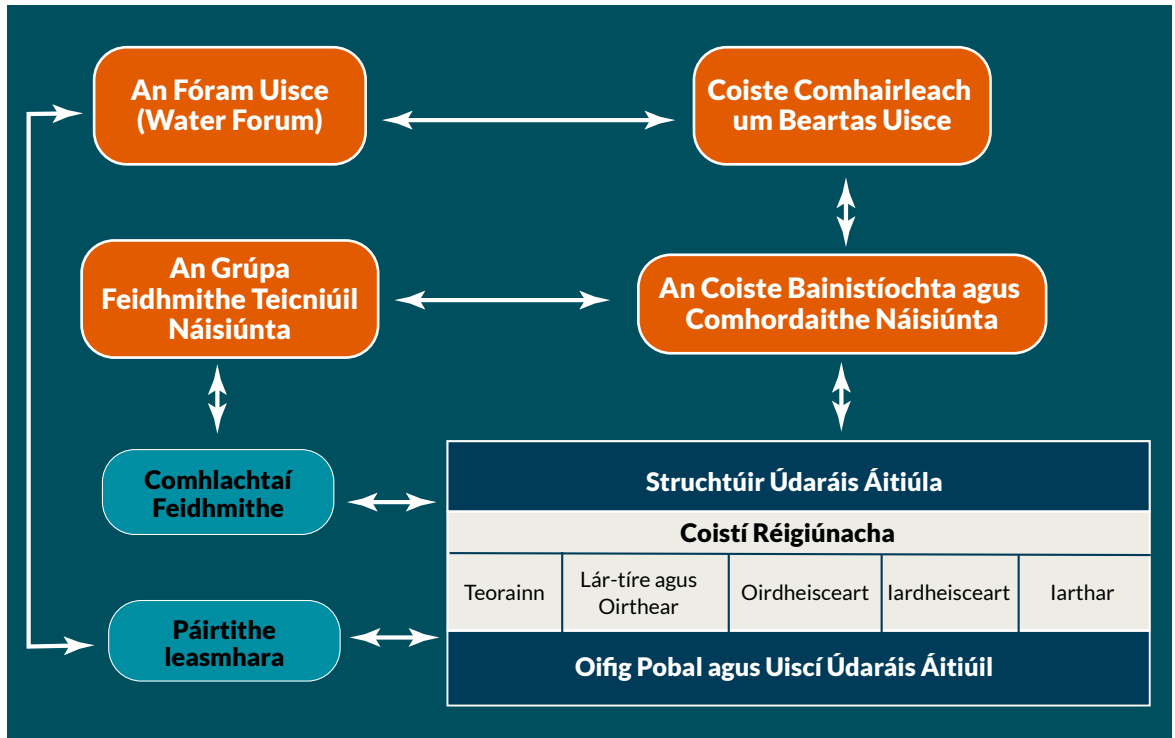 An Fóram Uisce
(Water Forum)
Coiste Comhairleach
um Beartas Uisce
An Grúpa
Feidhmithe Teicniúil
Náisiúnta
An Coiste Bainistíochta agus
Comhordaithe Náisiúnta
Comhlachtaí
Feidhmithe
Struchtúir Údaráis Áitiúla
Coistí Réigiúnacha
Teorainn
Lár-tíre agus
Oirthear
Oirdheisceart
Iardheisceart
Iarthar
Páirtithe
leasmhara
Oifig Pobal agus Uiscí Údaráis Áitiúil